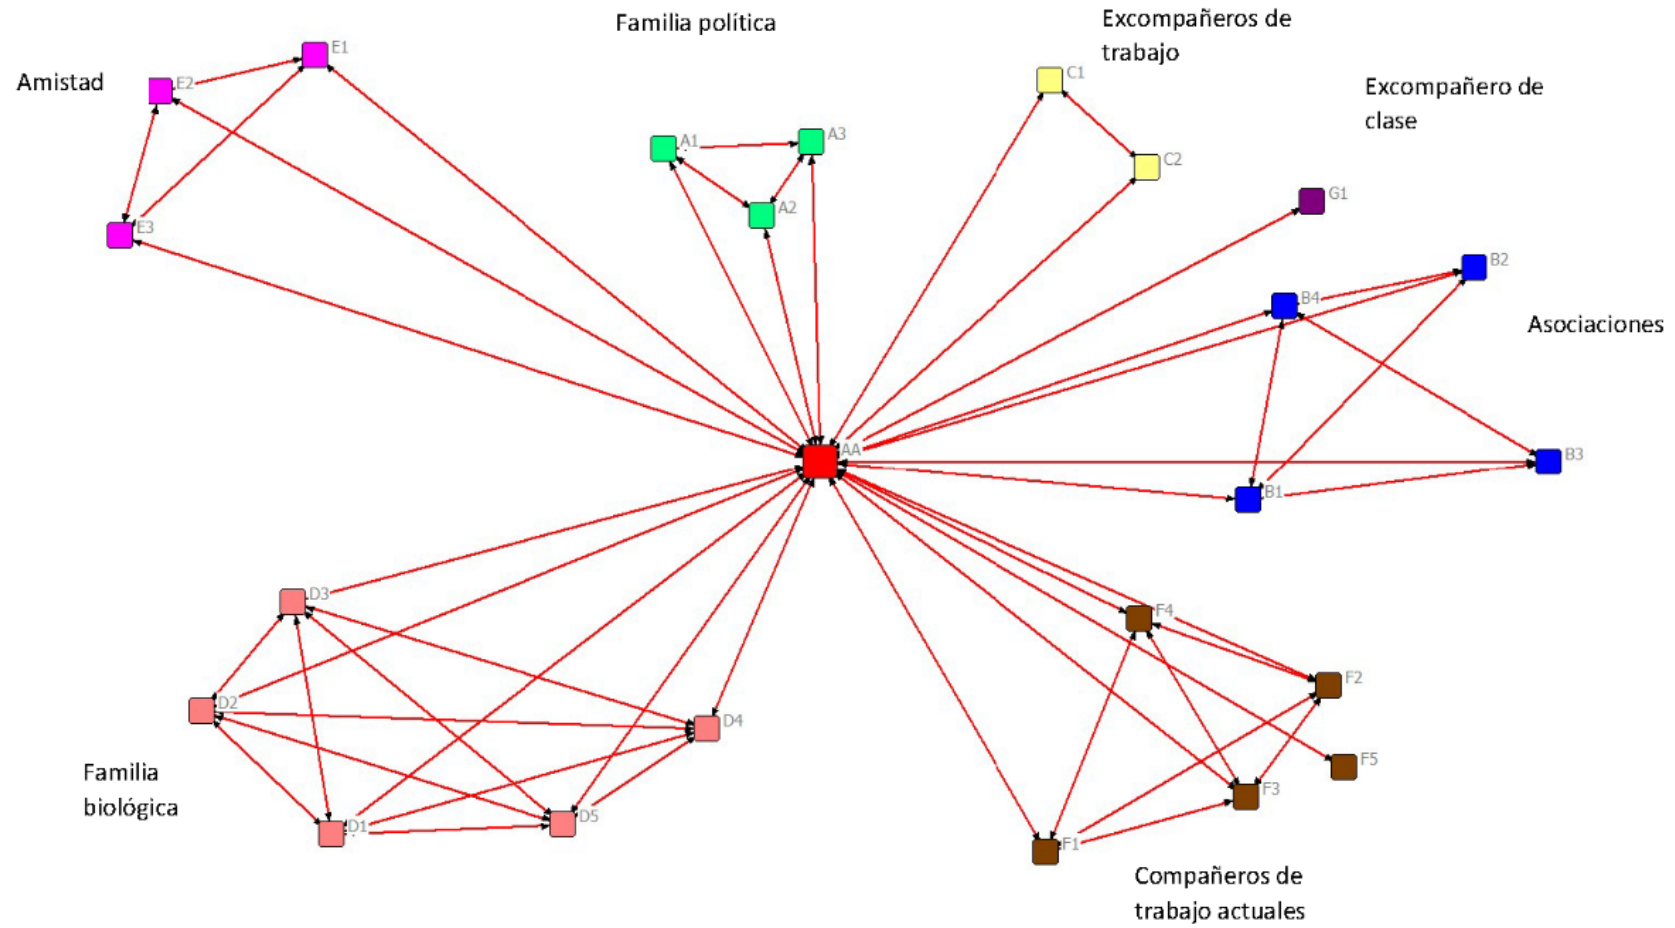 Familia política
Excompañeros de
trabajo
Amistad
E1
E2
E3
A1
A3
A2
C1
C2
Excompañero de
clase
G1
B2
B4
Asociaciones
B3
B1
AA
D3
D2
D4
D1
D5
Familia
biológica
F4
F2
F5
F3
F1
Compañeros de
trabajo actuales